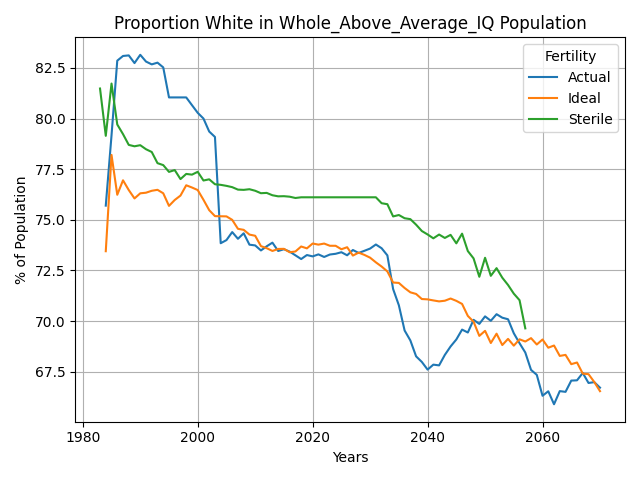 Proportion White in Whole_Above_Average_IQ Population
Fertility
Actual
Ideal
Sterile
% of Population
82.5
80.0
77.5
75.0
72.5
70.0
67.5
1980
2000
2020
2040
2060
Years